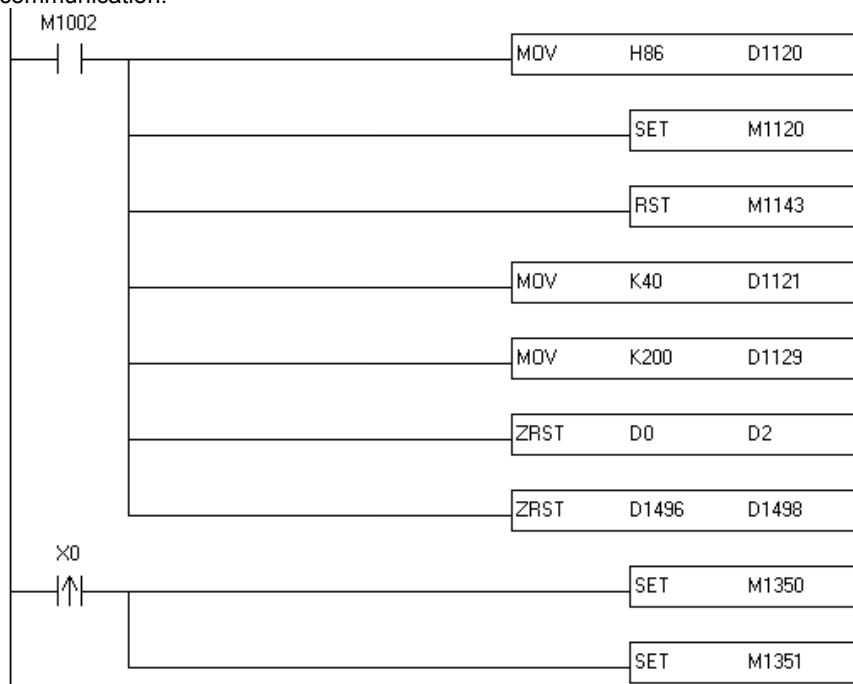 communication.
M1002
MOV H86 D1120
SET M1120
RST M1143
MOV K40 D1121
MOV K200 D1129
ZRST D0 D2
ZRST D1496 D1498
X0
SET M1350
SET M1351